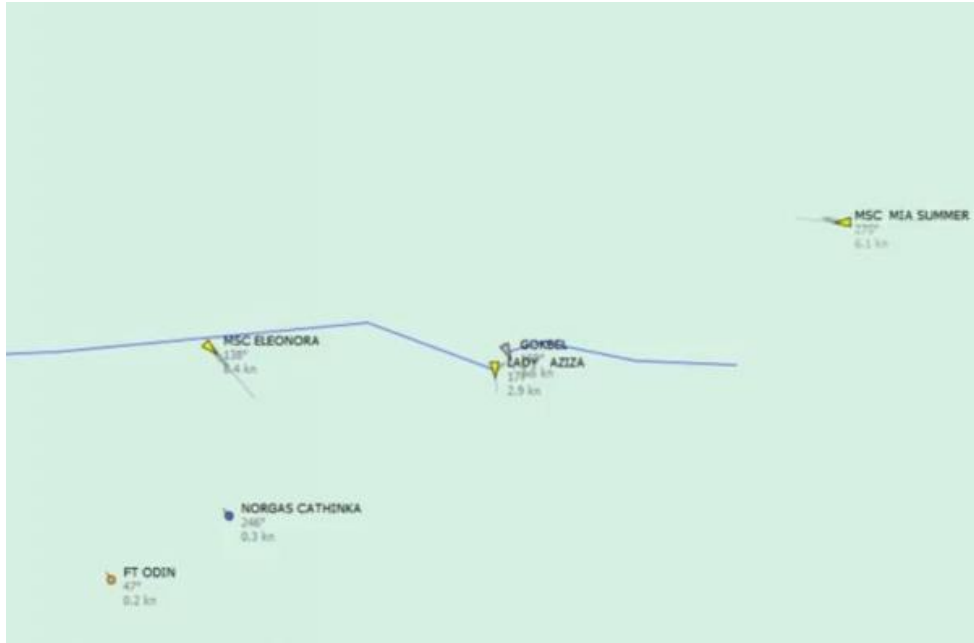 MSC MIA SUMMER
6.1 kn
MSC ELEONORA
138°
GOKBEL
LADY AZIZA
2.9 kn
NORGAS CATHINKA
246°
0.3 kn
FT ODIN
47°
0.2 kn